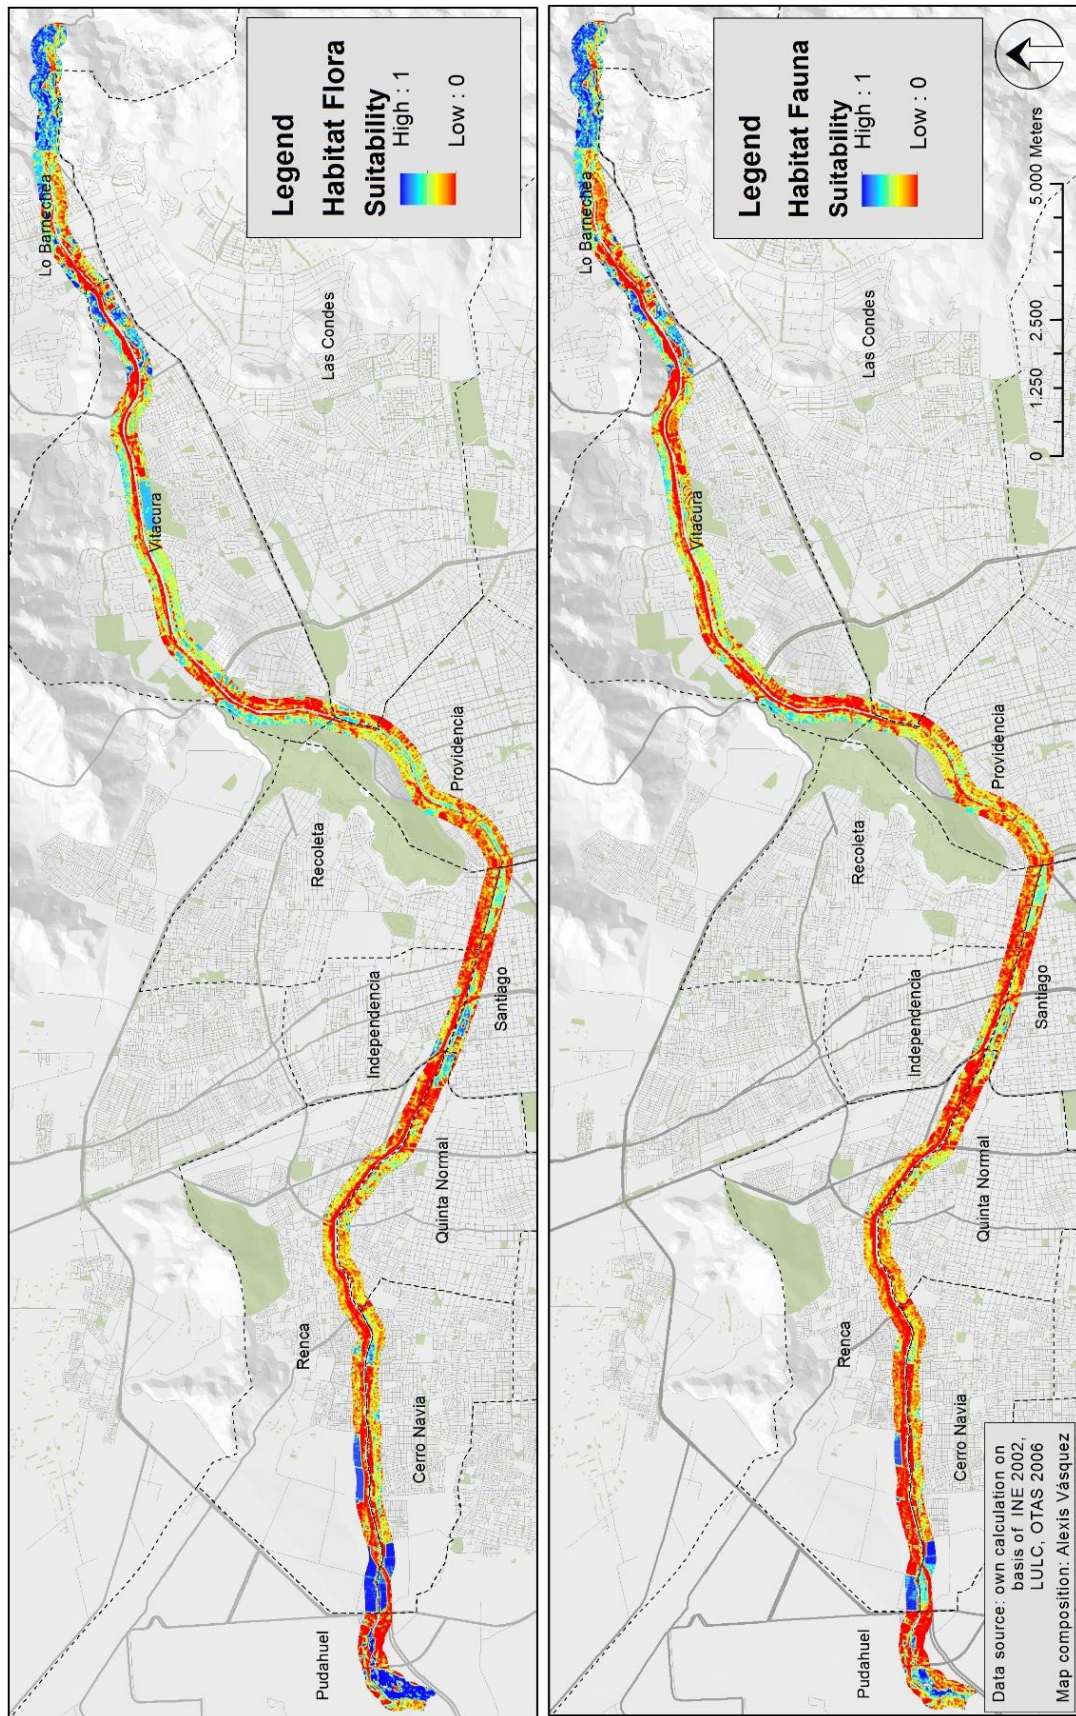 Lo Barnechea
Las Condes
Vitacura
Providencia
Recoleta
Independencia
Santiago
Quinta Normal
Renca
Cerro Navia
Pudahuel
Legend
Habitat Flora
Suitability
High : 1
Low : 0
Lo Barnechea
Las Condes
Vitacura
Providencia
Recoleta
Independencia
Santiago
Quinta Normal
Renca
Cerro Navia
Pudahuel
Legend
Habitat Fauna
Suitability
High : 1
Low : 0
0 1.250 2.500 5.000 Meters
Data source: own calculation on
basis of INE 2002,
LULC, OTAS 2006
Map composition: Alexis Vásquez